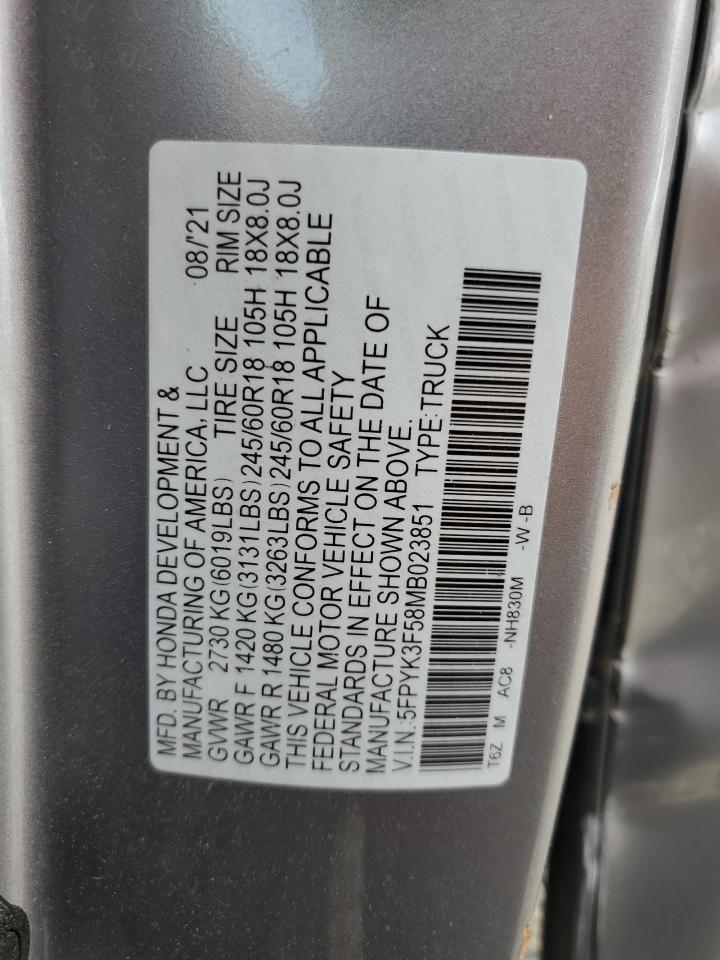 MFD. BY HONDA DEVELOPMENT &
MANUFACTURING OF AMERICA, LLC 08/'21
GVWR 2730 KG (6019LBS) TIRE SIZE RIM SIZE
GAWR F 1420 KG (3131LBS) 245/60R18 105H 18X8.0J
GAWR R 1480 KG (3263LBS) 245/60R18 105H 18X8.0J
THIS VEHICLE CONFORMS TO ALL APPLICABLE
FEDERAL MOTOR VEHICLE SAFETY
STANDARDS IN EFFECT ON THE DATE OF
MANUFACTURE SHOWN ABOVE.
V.I.N.:5FPYK3F58MB023851 TYPE:TRUCK
T6Z M AC8 -NH830M -W -B